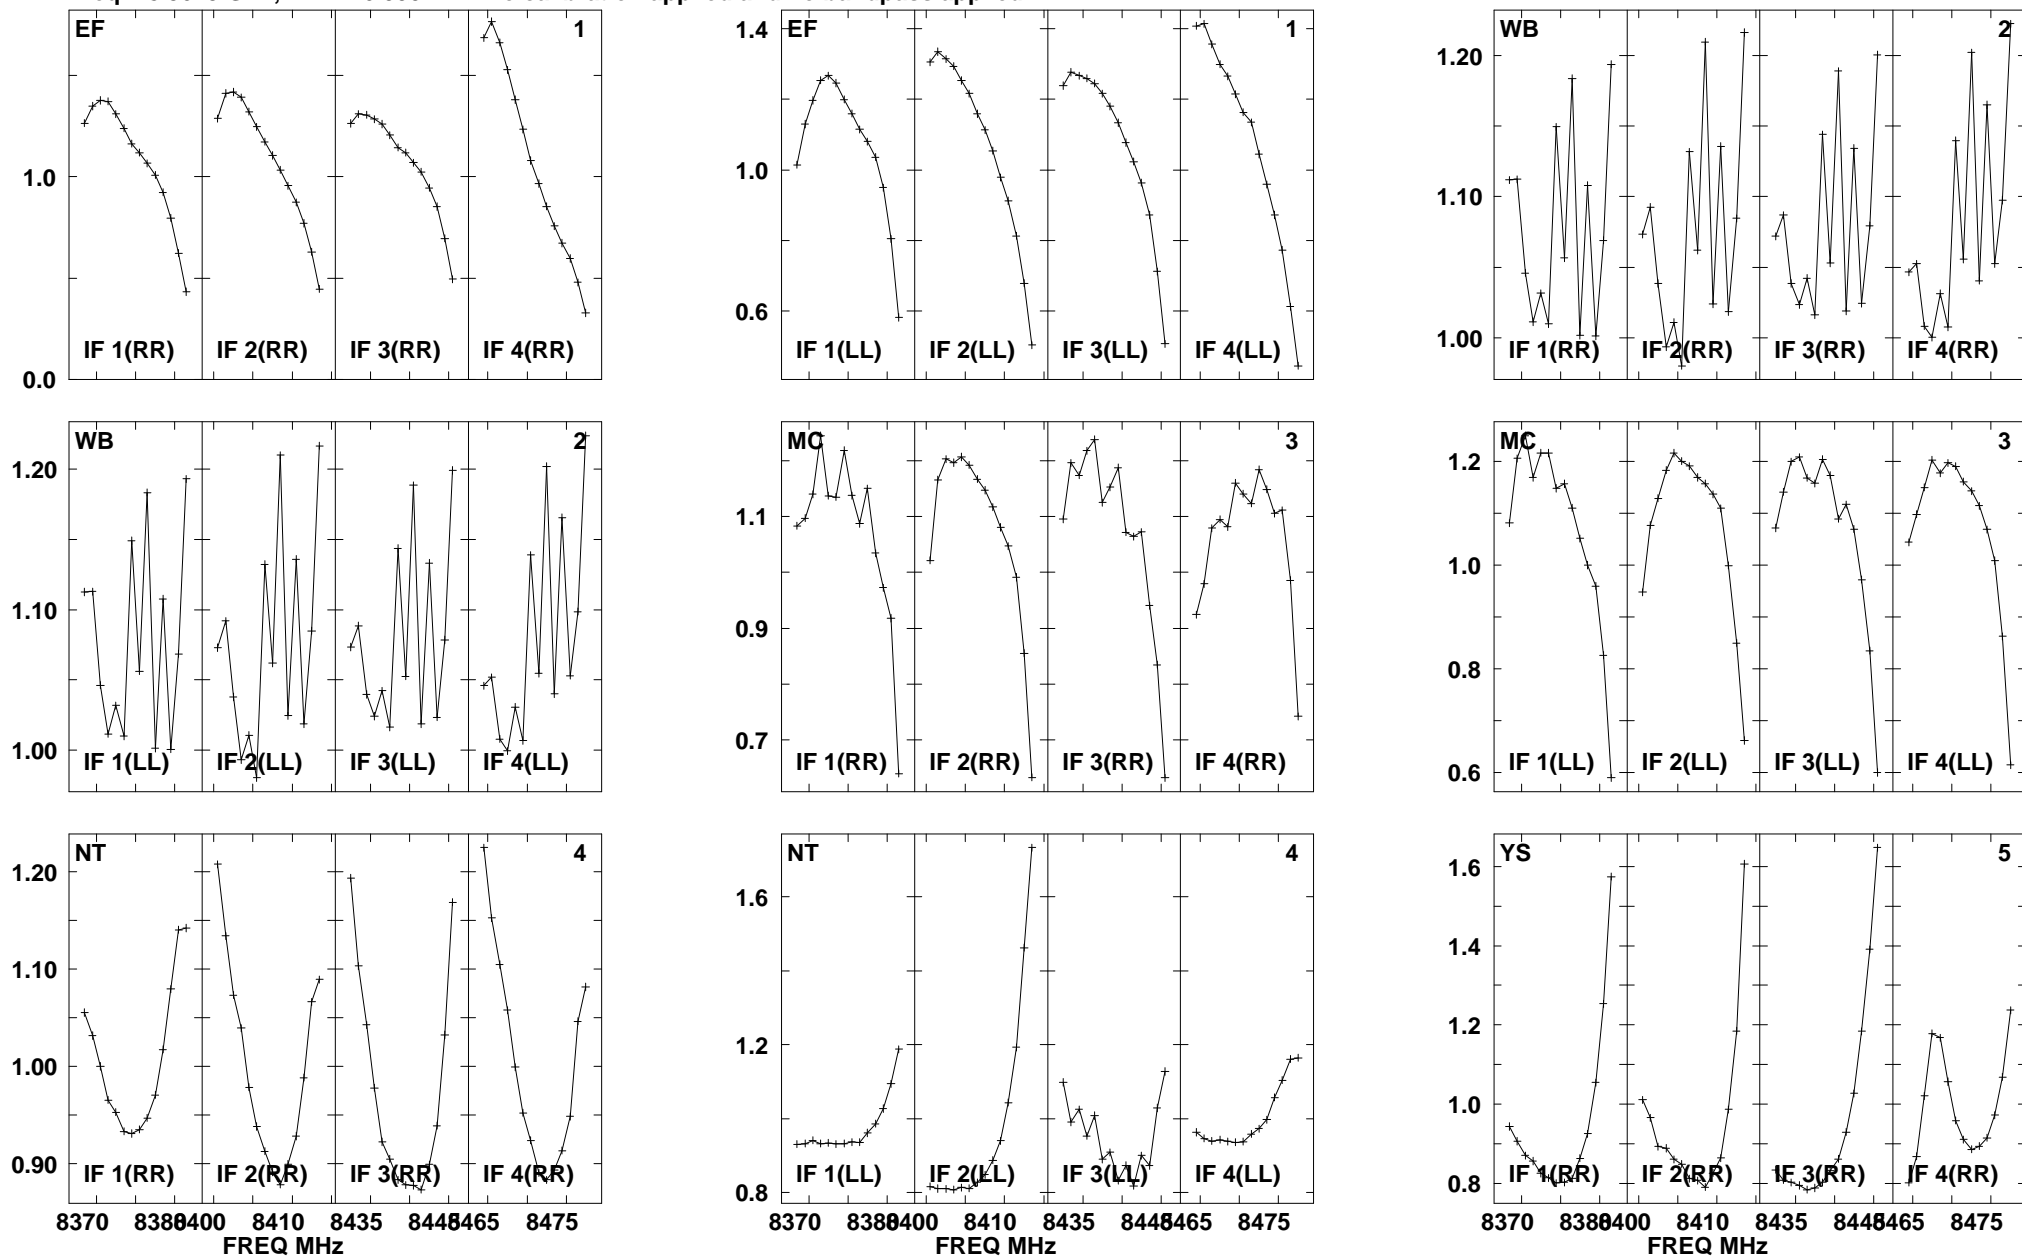 EF 1 EF 1 WB 2
1.4 1.20
1.0 1.0 1.10
0.6 1.00
IF 1(RR) IF 2(RR) IF 3(RR) IF 4(RR) IF 1(LL) IF 2(LL) IF 3(LL) IF 4(LL) IF 1(RR) IF 2(RR) IF 3(RR) IF 4(RR)
0.0
WB 2 MC 3 MC 3
1.20 1.1 1.2
1.10 0.9 1.0
1.00 0.7 0.8
0.6
IF 1(LL) IF 2(LL) IF 3(LL) IF 4(LL) IF 1(RR) IF 2(RR) IF 3(RR) IF 4(RR) IF 1(LL) IF 2(LL) IF 3(LL) IF 4(LL)
NT 4 NT 4 YS 5
1.20 1.6 1.6
1.10 1.2 1.4
1.00 0.8 1.2
0.90 1.0
0.8
IF 1(RR) IF 2(RR) IF 3(RR) IF 4(RR) IF 1(LL) IF 2(LL) IF 3(LL) IF 4(LL) IF 1(RR) IF 2(RR) IF 3(RR) IF 4(RR)
8370 8410 8435 8475 8370 8410 8435 8475 8370 8410 8435 8475
FREQ MHz FREQ MHz FREQ MHz